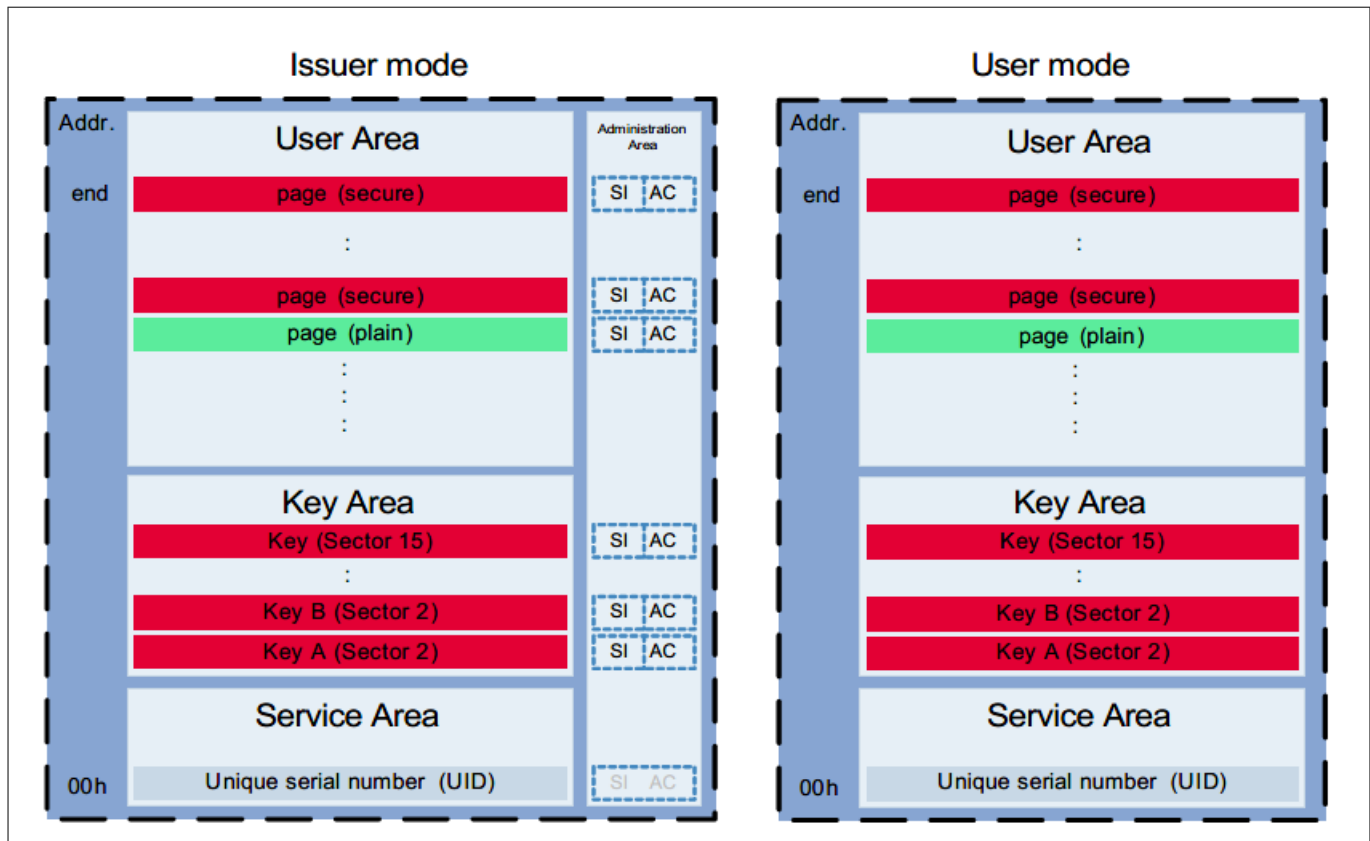 Issuer mode
Addr.
User Area
Administration
Area
end
page (secure)
SI AC
:
page (secure)
SI AC
page (plain)
SI AC
:
:
:
Key Area
Key (Sector 15)
SI AC
:
Key B (Sector 2)
SI AC
Key A (Sector 2)
SI AC
Service Area
00h
Unique serial number (UID)
SI AC
User mode
Addr.
User Area
end
page (secure)
:
page (secure)
page (plain)
:
:
:
Key Area
Key (Sector 15)
:
Key B (Sector 2)
Key A (Sector 2)
Service Area
00h
Unique serial number (UID)